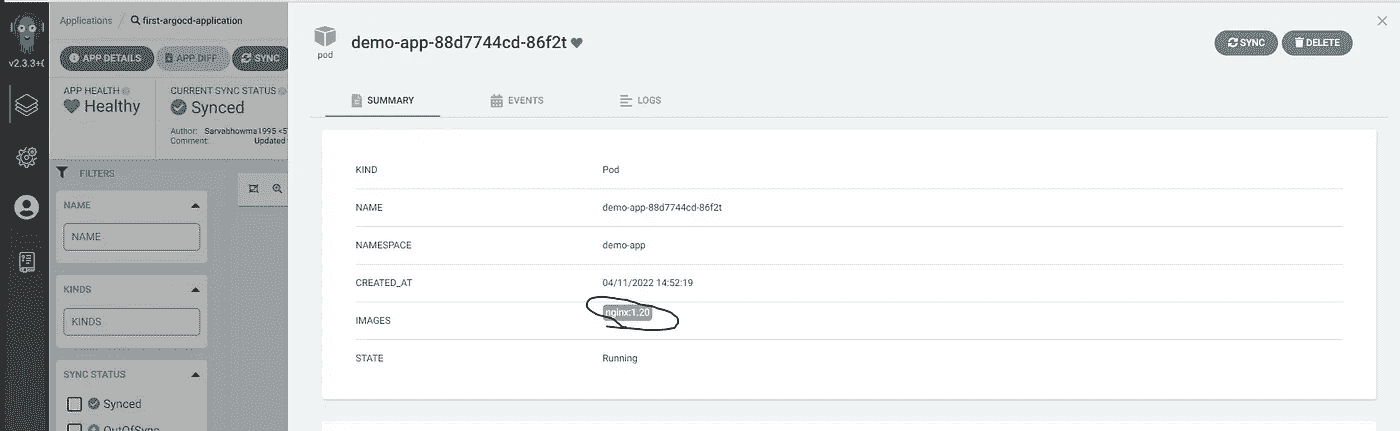 Applications / first-argocd-application
v2.3.3+(
APP DETAILS
APP DIFF
SYNC
APP HEALTH
Healthy
CURRENT SYNC STATUS
Synced
Author: Sarvabhowma1995 <5
Comment: Updated
FILTERS
NAME
NAME
KINDS
KINDS
SYNC STATUS
Synced
OutOfSync
pod
demo-app-88d7744cd-86f2t
SYNC
DELETE
SUMMARY
EVENTS
LOGS
KIND Pod
NAME demo-app-88d7744cd-86f2t
NAMESPACE demo-app
CREATED_AT 04/11/2022 14:52:19
IMAGES nginx:1.20
STATE Running